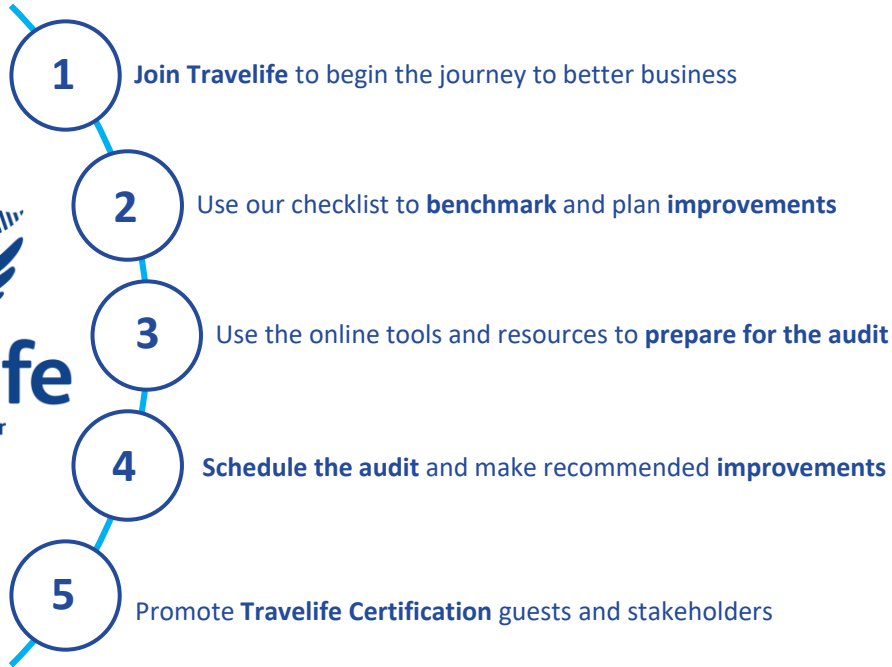 1
Join Travelife to begin the journey to better business
2
Use our checklist to benchmark and plan improvements
3
Use the online tools and resources to prepare for the audit
fe
r
4
Schedule the audit and make recommended improvements
5
Promote Travelife Certification guests and stakeholders